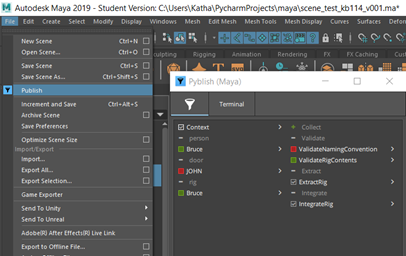 Autodesk Maya 2019 - Student Version: C:\Users\Katha\PycharmProjects\maya\scene_test_kb114_v001.ma*
File Edit Create Select Modify Display Windows Mesh Edit Mesh Mesh Tools Mesh Display Curves Surfaces Deform
New Scene Ctrl+N
Open Scene... Ctrl+O
Save Scene Ctrl+S
Save Scene As... Ctrl+Shift+S
Publish
Increment and Save Ctrl+Alt+S
Archive Scene
Save Preferences
Optimize Scene Size
Import/Export
Import...
Export All...
Export Selection...
Game Exporter
Send To Unity
Send To Unreal
Adobe(R) After Effects(R) Live Link
Export to Offline File...
Sculpting Rigging Animation Rendering FX
Pyblish (Maya)
Terminal
Context
person
Bruce
door
JOHN
rig
Bruce
Collect
Validate
ValidateNamingConvention
ValidateRigContents
Extract
ExtractRig
Integrate
IntegrateRig